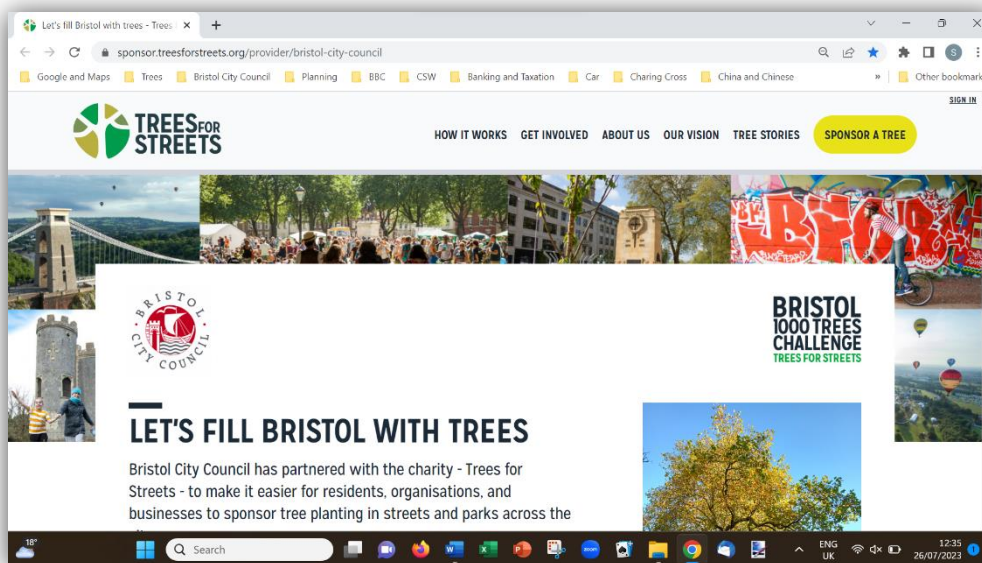 Let's fill Bristol with trees - Trees
sponsor.treesforstreets.org/provider/bristol-city-council
Google and Maps Trees Bristol City Council Planning BBC CSW Banking and Taxation Car Charing Cross China and Chinese » Other bookmark
SIGN IN
TREES FOR
STREETS
HOW IT WORKS GET INVOLVED ABOUT US OUR VISION TREE STORIES SPONSOR A TREE
BRISTOL
CITY COUNCIL
BRISTOL
1000 TREES
CHALLENGE
TREES FOR STREETS
LET'S FILL BRISTOL WITH TREES
Bristol City Council has partnered with the charity - Trees for
Streets - to make it easier for residents, organisations, and
businesses to sponsor tree planting in streets and parks across the
18°
Search
zoom
ENG
UK
12:35
26/07/2023